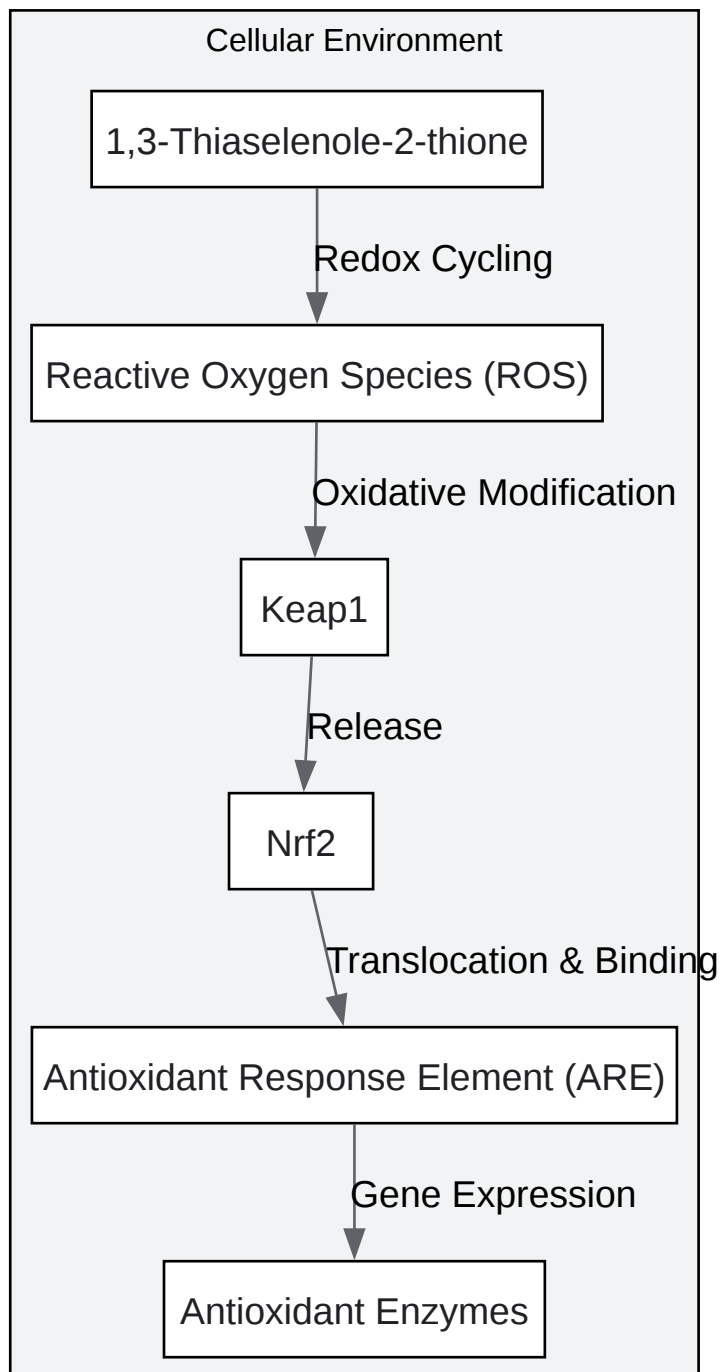 Cellular Environment
1,3-Thiaselenole-2-thione
Redox Cycling
Reactive Oxygen Species (ROS)
Oxidative Modification
Keap1
Release
Nrf2
Translocation & Binding
Antioxidant Response Element (ARE)
Gene Expression
Antioxidant Enzymes